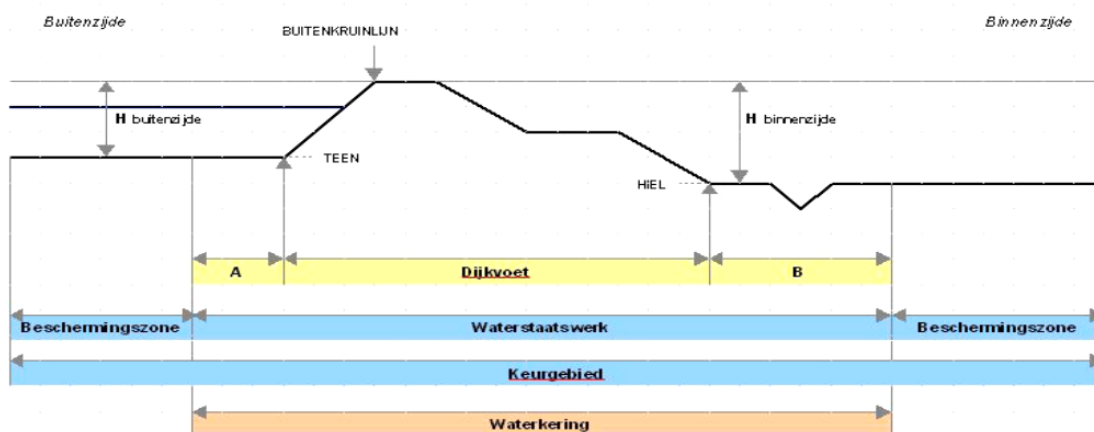 Buitenzijde
Binnenzijde
BUITENKRUINLIJN
H buitenzijde
H binnenzijde
TEEN
HIEL
A Dijkvoet B
Beschermingszone Waterstaatswerk Beschermingszone
Keurgebied
Waterkering